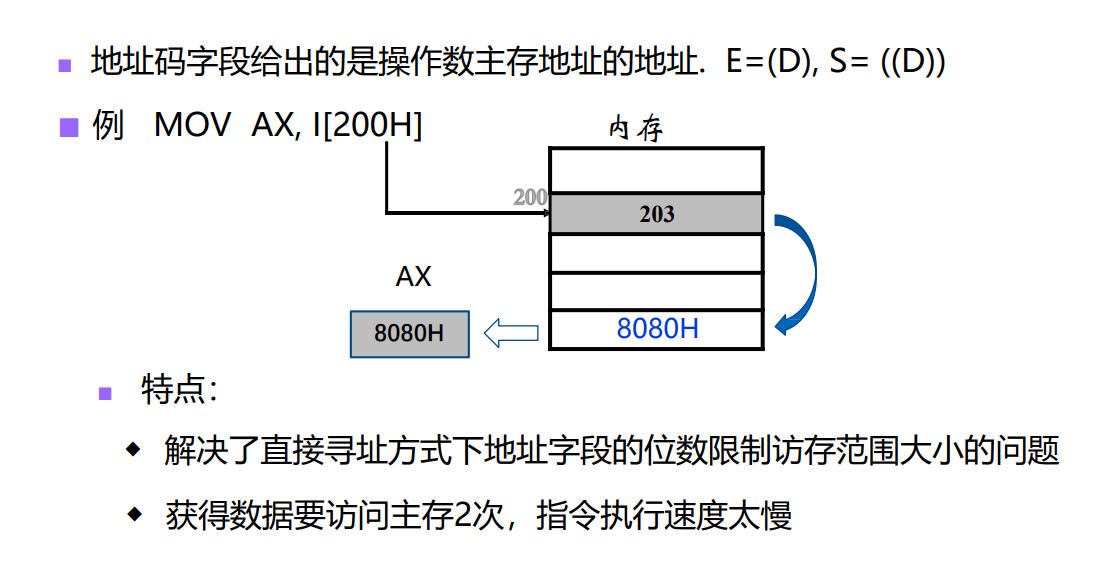 地址码字段给出的是操作数主存地址的地址. E=(D), S= ((D))
例 MOV AX, I[200H]
内存
200
203
AX
8080H
8080H
特点：
解决了直接寻址方式下地址字段的位数限制访存范围大小的问题
获得数据要访问主存2次，指令执行速度太慢